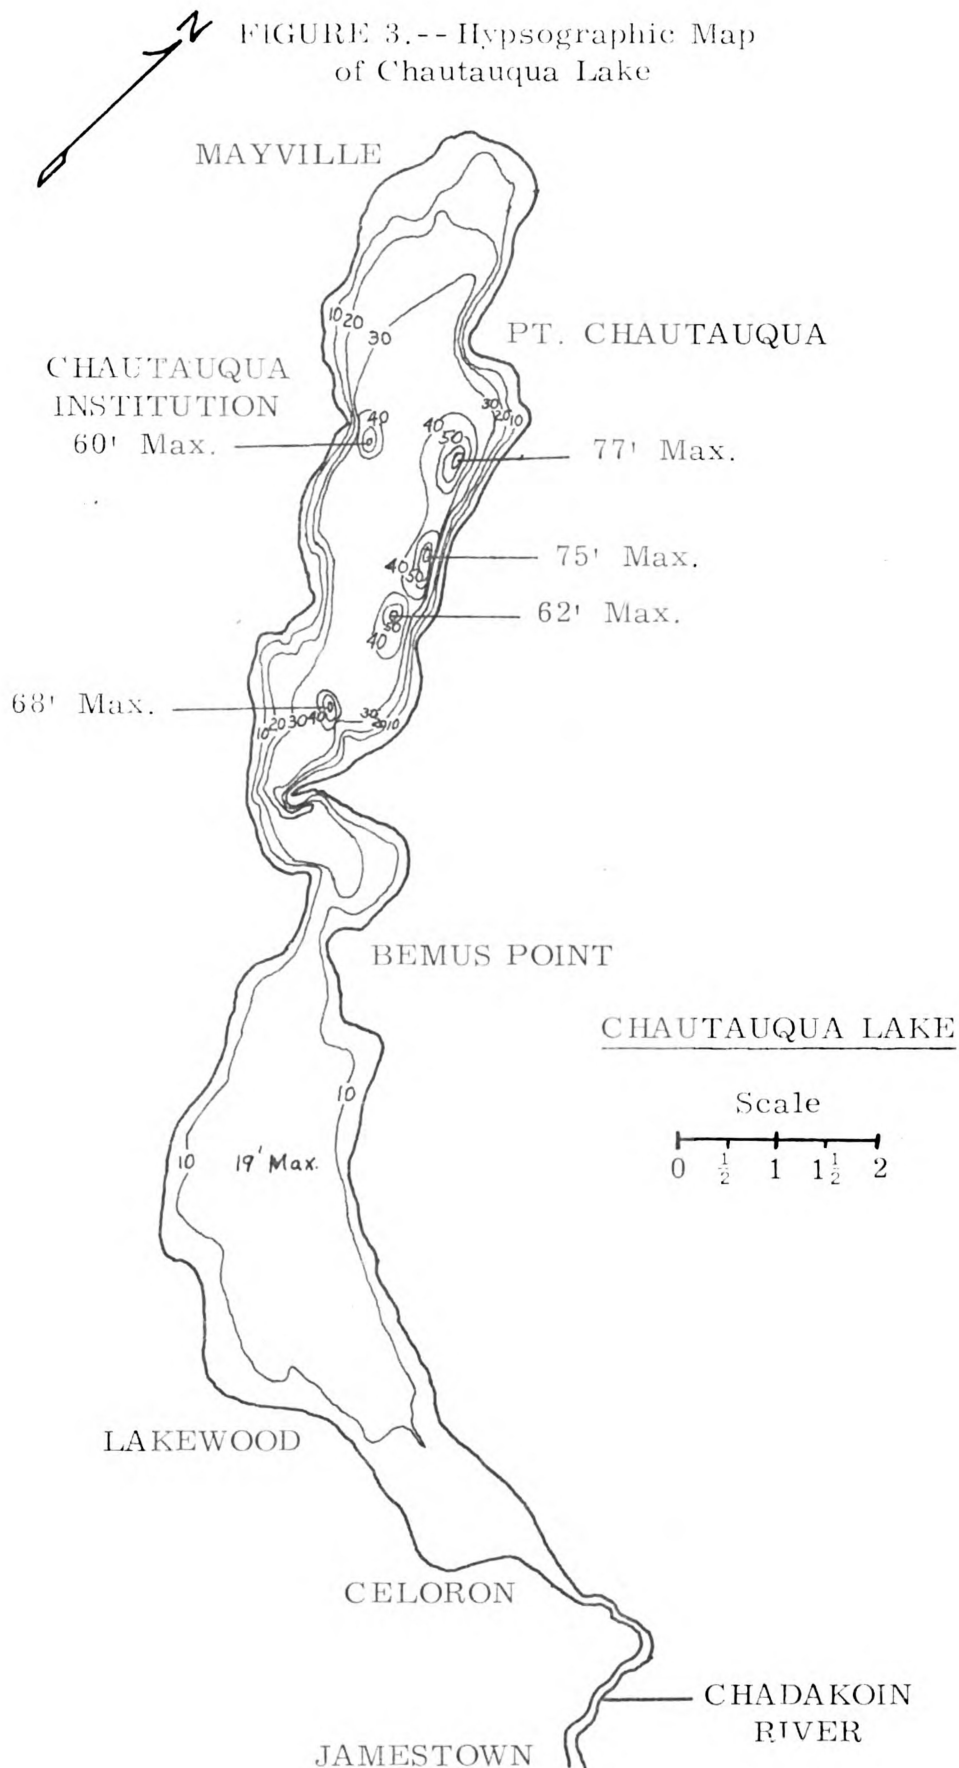 N
FIGURE 3.-- Hypsographic Map
of Chautauqua Lake
MAYVILLE
10 20
30
PT. CHAUTAUQUA
CHAUTAUQUA
INSTITUTION
60' Max.
40
30
20 10
40
50
77' Max.
75' Max.
40
50
62' Max.
50
40
68' Max.
10 20 30 40
30
20 10
BEMUS POINT
CHAUTAUQUA LAKE
Scale
0 ½ 1 1½ 2
10
10
19' Max.
LAKEWOOD
CELORON
CHADAKOIN
RIVER
JAMESTOWN